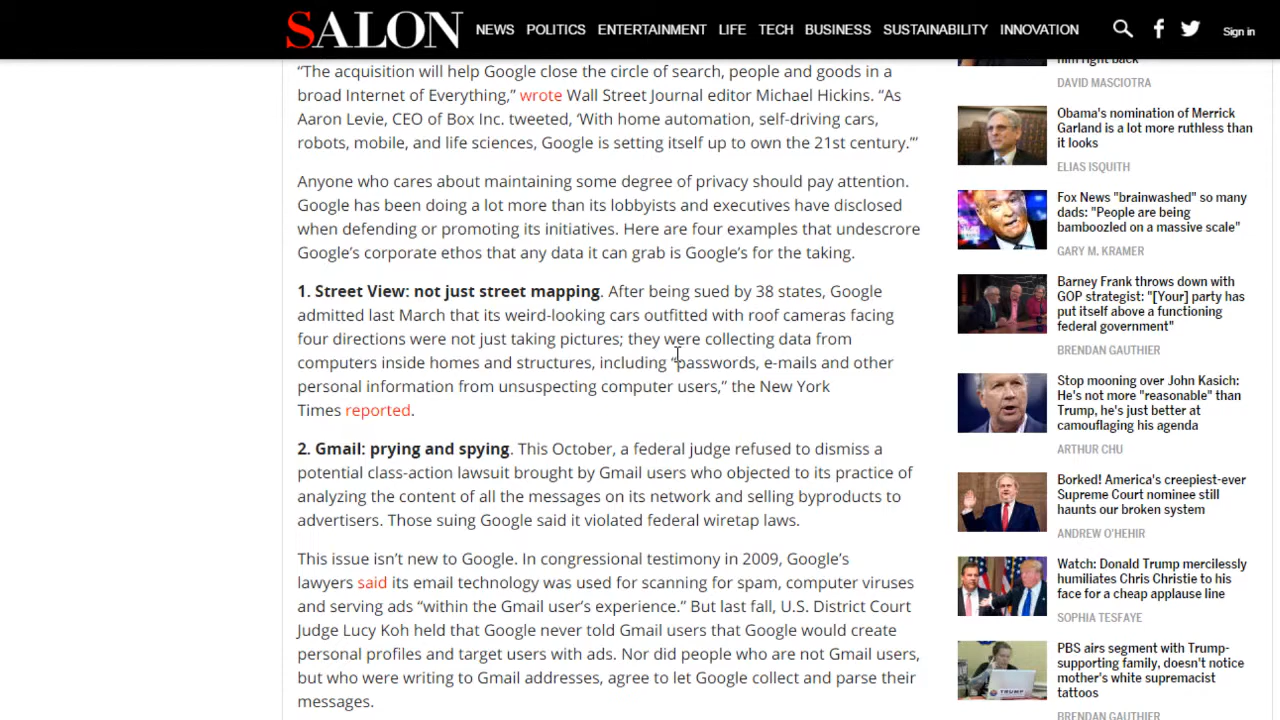 SALON
NEWS POLITICS ENTERTAINMENT LIFE TECH BUSINESS SUSTAINABILITY INNOVATION
Sign in
“The acquisition will help Google close the circle of search, people and goods in a
broad Internet of Everything,” wrote Wall Street Journal editor Michael Hickins. “As
Aaron Levie, CEO of Box Inc. tweeted, ‘With home automation, self-driving cars,
robots, mobile, and life sciences, Google is setting itself up to own the 21st century.’”
Anyone who cares about maintaining some degree of privacy should pay attention.
Google has been doing a lot more than its lobbyists and executives have disclosed
when defending or promoting its initiatives. Here are four examples that underscore
Google’s corporate ethos that any data it can grab is Google’s for the taking.
1. Street View: not just street mapping. After being sued by 38 states, Google
admitted last March that its weird-looking cars outfitted with roof cameras facing
four directions were not just taking pictures; they were collecting data from
computers inside homes and structures, including “passwords, e-mails and other
personal information from unsuspecting computer users,” the New York
Times reported.
2. Gmail: prying and spying. This October, a federal judge refused to dismiss a
potential class-action lawsuit brought by Gmail users who objected to its practice of
analyzing the content of all the messages on its network and selling byproducts to
advertisers. Those suing Google said it violated federal wiretap laws.
This issue isn’t new to Google. In congressional testimony in 2009, Google’s
lawyers said its email technology was used for scanning for spam, computer viruses
and serving ads “within the Gmail user’s experience.” But last fall, U.S. District Court
Judge Lucy Koh held that Google never told Gmail users that Google would create
personal profiles and target users with ads. Nor did people who are not Gmail users,
but who were writing to Gmail addresses, agree to let Google collect and parse their
messages.
him right back
DAVID MASCIOTRA
Obama's nomination of Merrick
Garland is a lot more ruthless than
it looks
ELIAS ISQUITH
Fox News "brainwashed" so many
dads: "People are being
bamboozled on a massive scale"
GARY M. KRAMER
Barney Frank throws down with
GOP strategist: "[Your] party has
put itself above a functioning
federal government"
BRENDAN GAUTHIER
Stop mooning over John Kasich:
He's not more "reasonable" than
Trump, he's just better at
camouflaging his agenda
ARTHUR CHU
Borked! America's creepiest-ever
Supreme Court nominee still
haunts our broken system
ANDREW O'HEHIR
Watch: Donald Trump mercilessly
humiliates Chris Christie to his
face for a cheap applause line
SOPHIA TESFAYE
PBS airs segment with Trump-
supporting family, doesn't notice
mother's white supremacist
tattoos
BRENDAN GAUTHIER
TRUMP